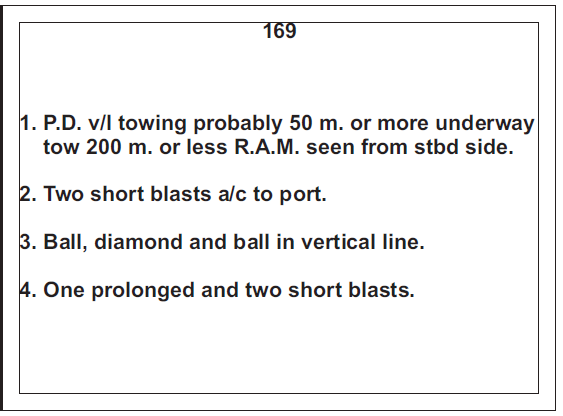 169
1. P.D. v/l towing probably 50 m. or more underway
tow 200 m. or less R.A.M. seen from stbd side.
2. Two short blasts a/c to port.
3. Ball, diamond and ball in vertical line.
4. One prolonged and two short blasts.